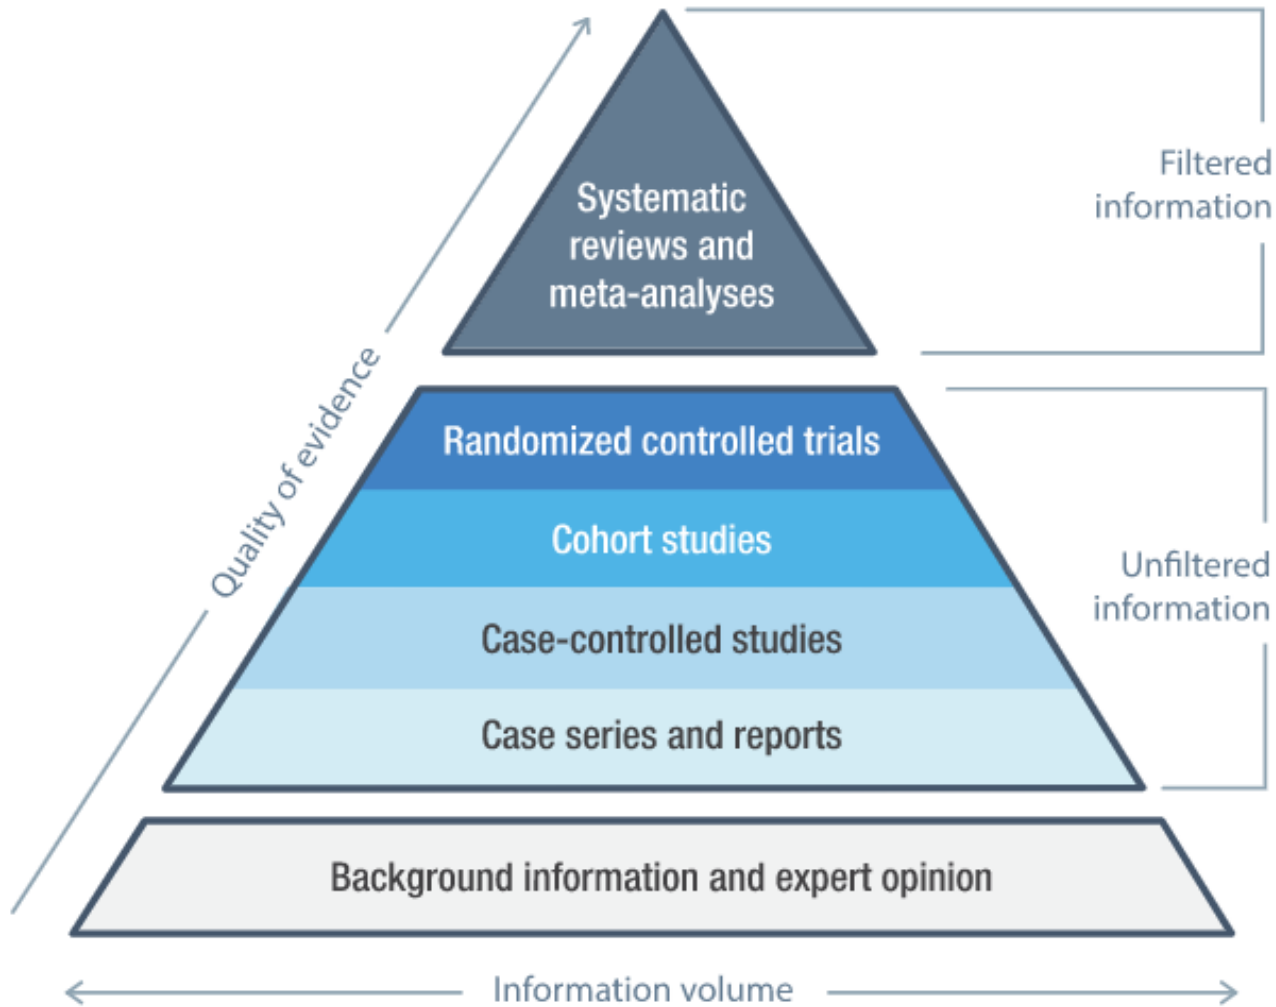 Systematic
reviews and
meta-analyses
Filtered
information
Quality of evidence
Randomized controlled trials
Cohort studies
Unfiltered
information
Case-controlled studies
Case series and reports
Background information and expert opinion
Information volume